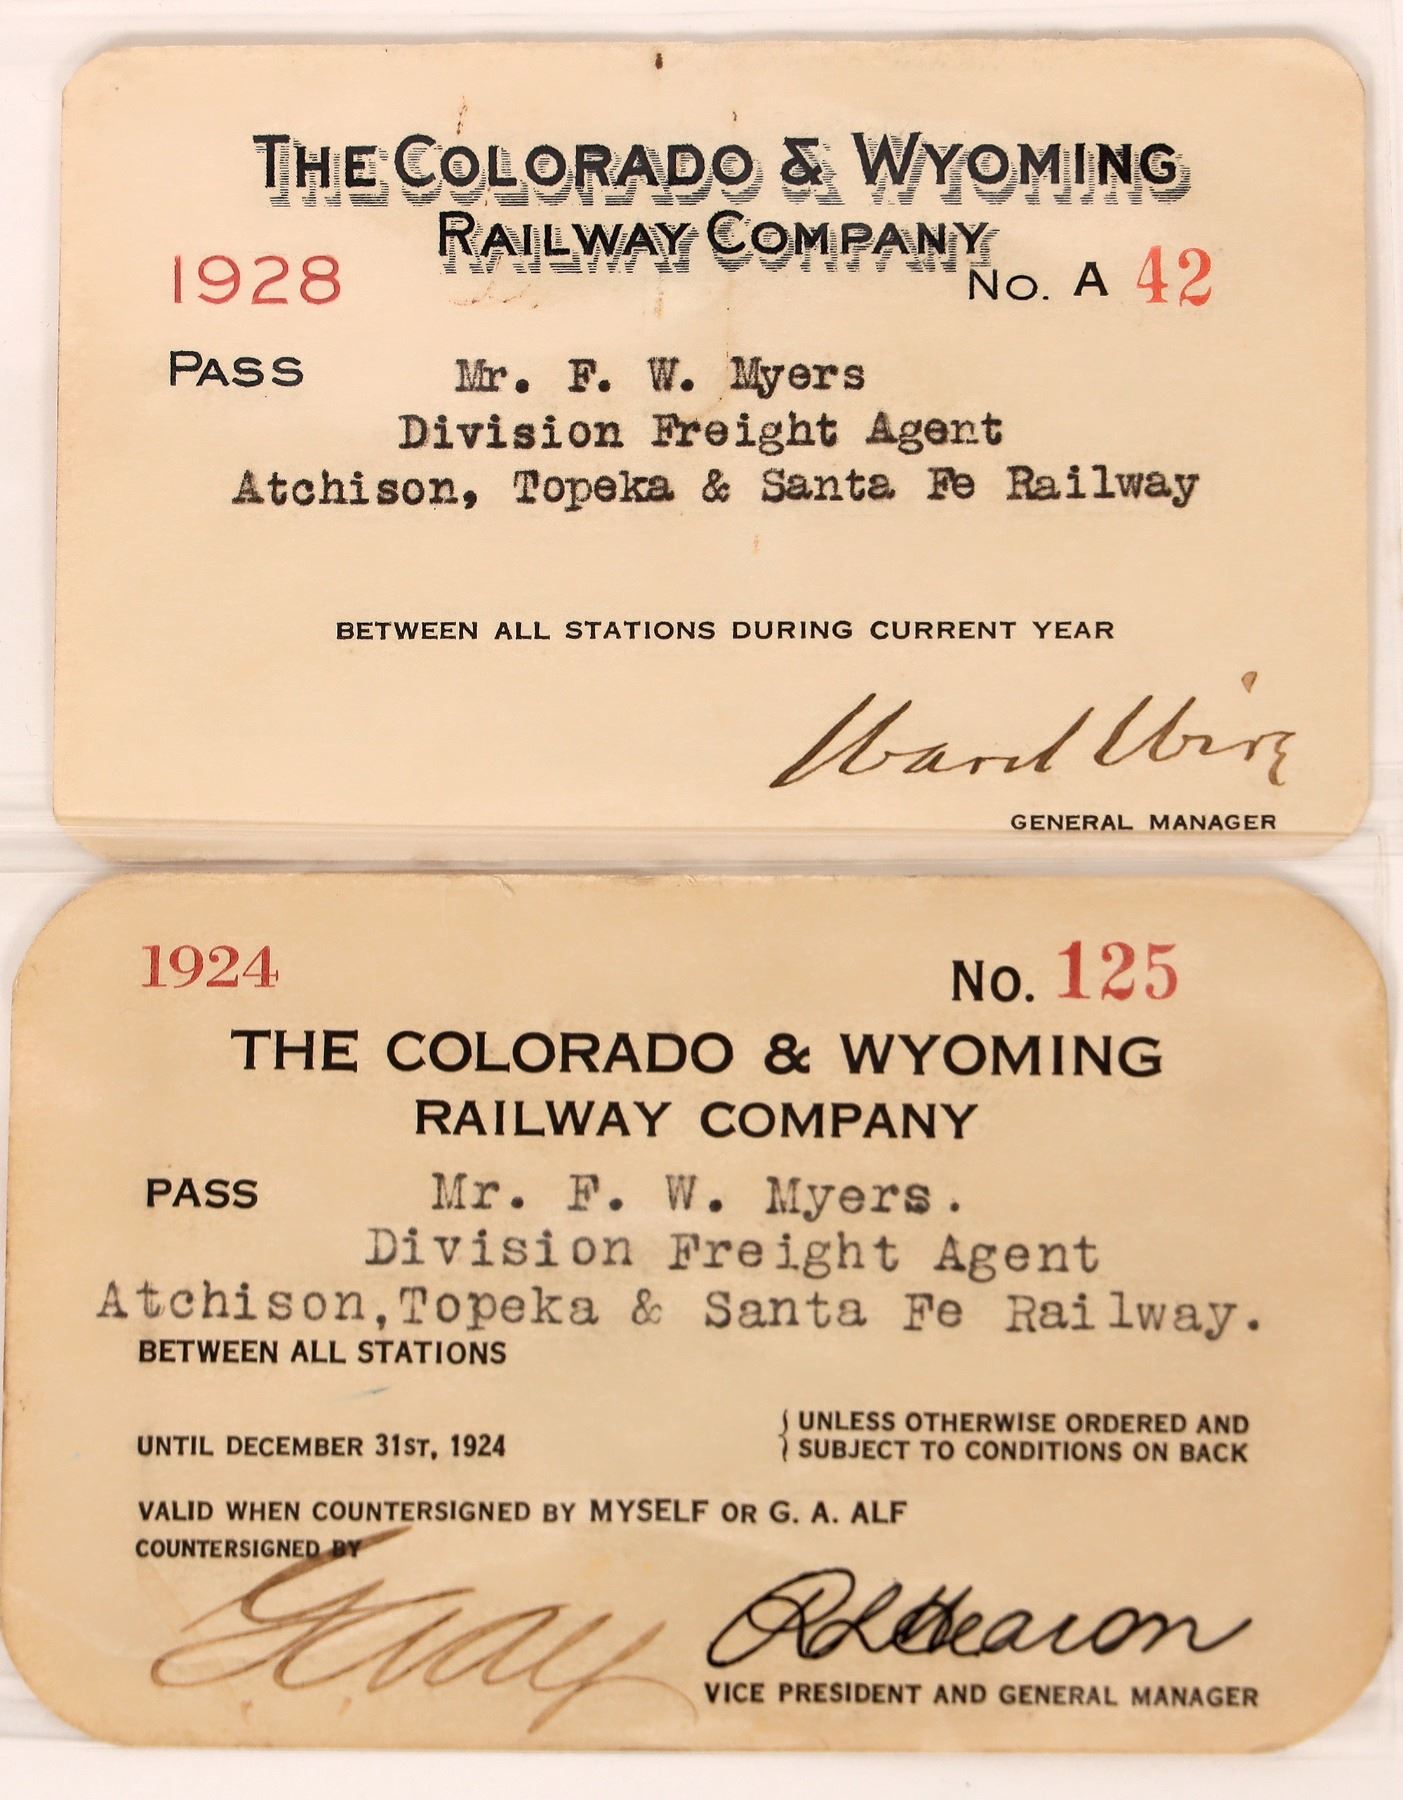 THE COLORADO & WYOMING
RAILWAY COMPANY
1928
No. A 42
PASS Mr. F. W. Myers
Division Freight Agent
Atchison, Topeka & Santa Fe Railway
BETWEEN ALL STATIONS DURING CURRENT YEAR
Ward Wirz
GENERAL MANAGER
1924 No. 125
THE COLORADO & WYOMING
RAILWAY COMPANY
PASS Mr. F. W. Myers.
Division Freight Agent
Atchison,Topeka & Santa Fe Railway.
BETWEEN ALL STATIONS
UNTIL DECEMBER 31ST, 1924
UNLESS OTHERWISE ORDERED AND
SUBJECT TO CONDITIONS ON BACK
VALID WHEN COUNTERSIGNED BY MYSELF OR G. A. ALF
COUNTERSIGNED BY
R L Hearon
VICE PRESIDENT AND GENERAL MANAGER